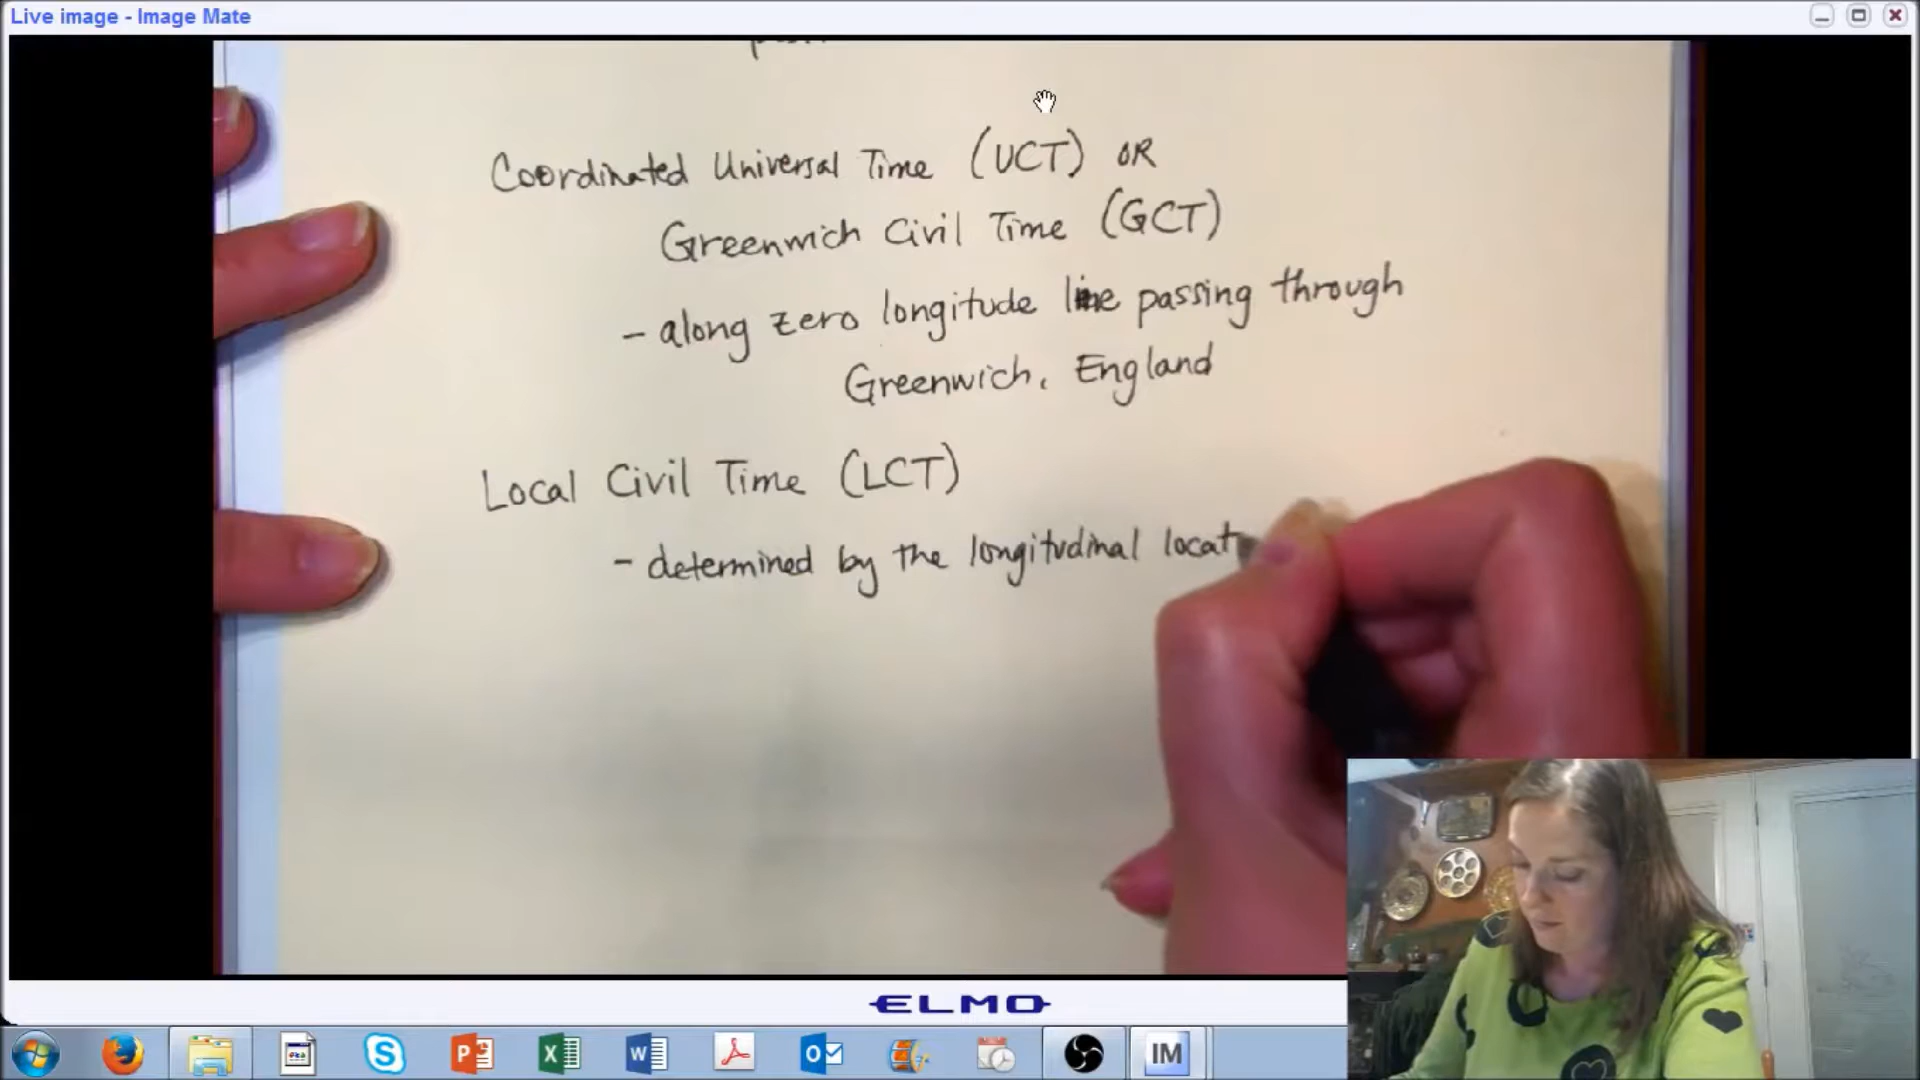 Live image - Image Mate
Coordinated Universal Time (UCT) OR
Greenwich Civil Time (GCT)
- along zero longitude line passing through
Greenwich, England
Local Civil Time (LCT)
- determined by the longitudinal locat
ELMO
IM